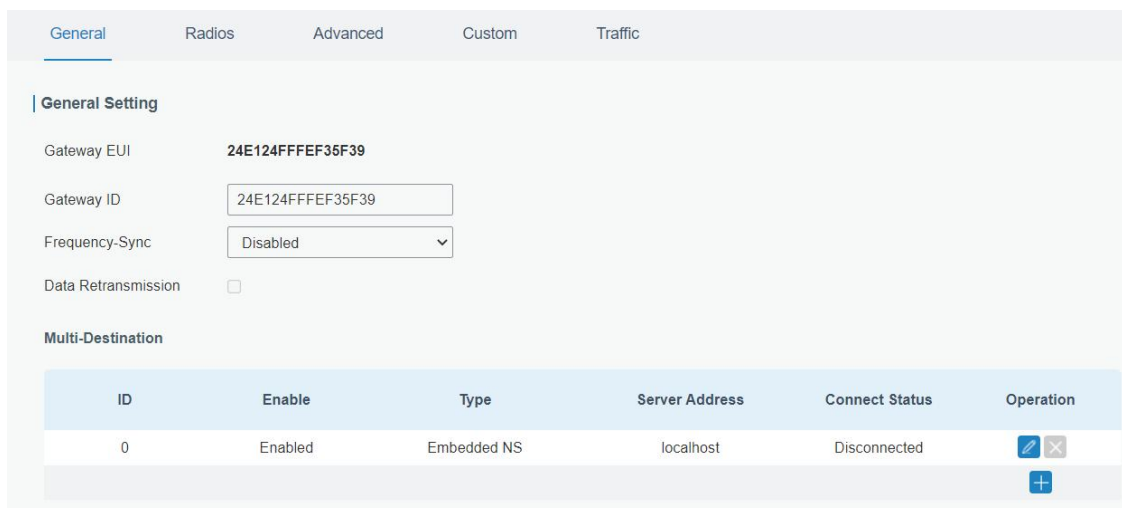 General Radios Advanced Custom Traffic
General Setting
Gateway EUI 24E124FFFEF35F39
Gateway ID 24E124FFFEF35F39
Frequency-Sync Disabled
Data Retransmission
Multi-Destination
ID Enable Type Server Address Connect Status Operation
0 Enabled Embedded NS localhost Disconnected